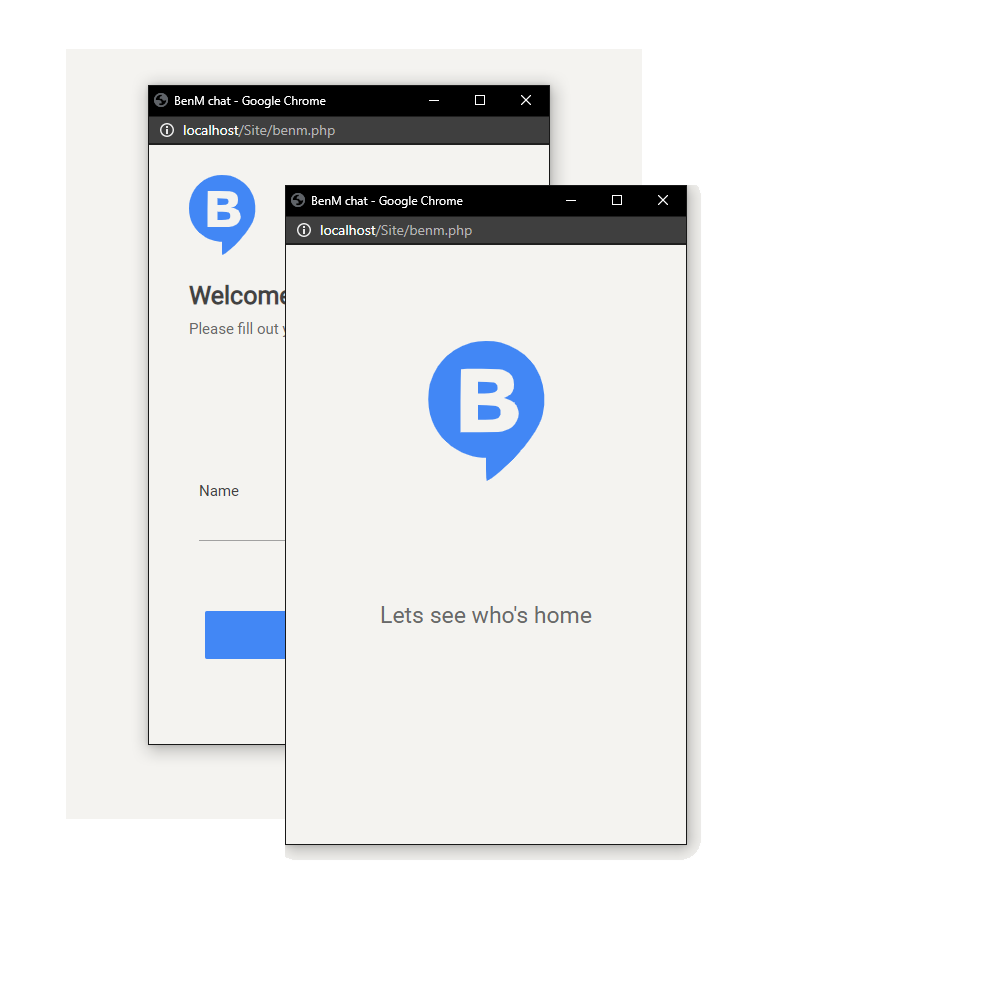 BenM chat - Google Chrome
localhost/Site/benm.php
B
Welcome
Please fill out
Name
BenM chat - Google Chrome
localhost/Site/benm.php
B
Lets see who's home